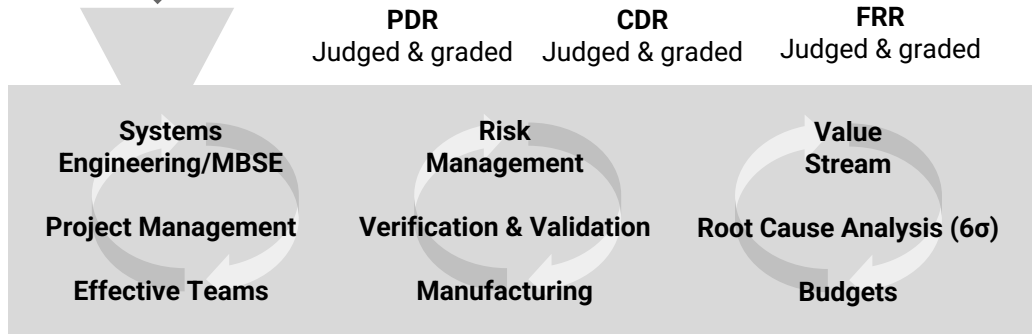 PDR
Judged & graded
CDR
Judged & graded
FRR
Judged & graded
Systems
Engineering/MBSE
Project Management
Effective Teams
Risk
Management
Verification & Validation
Manufacturing
Value
Stream
Root Cause Analysis (6σ)
Budgets